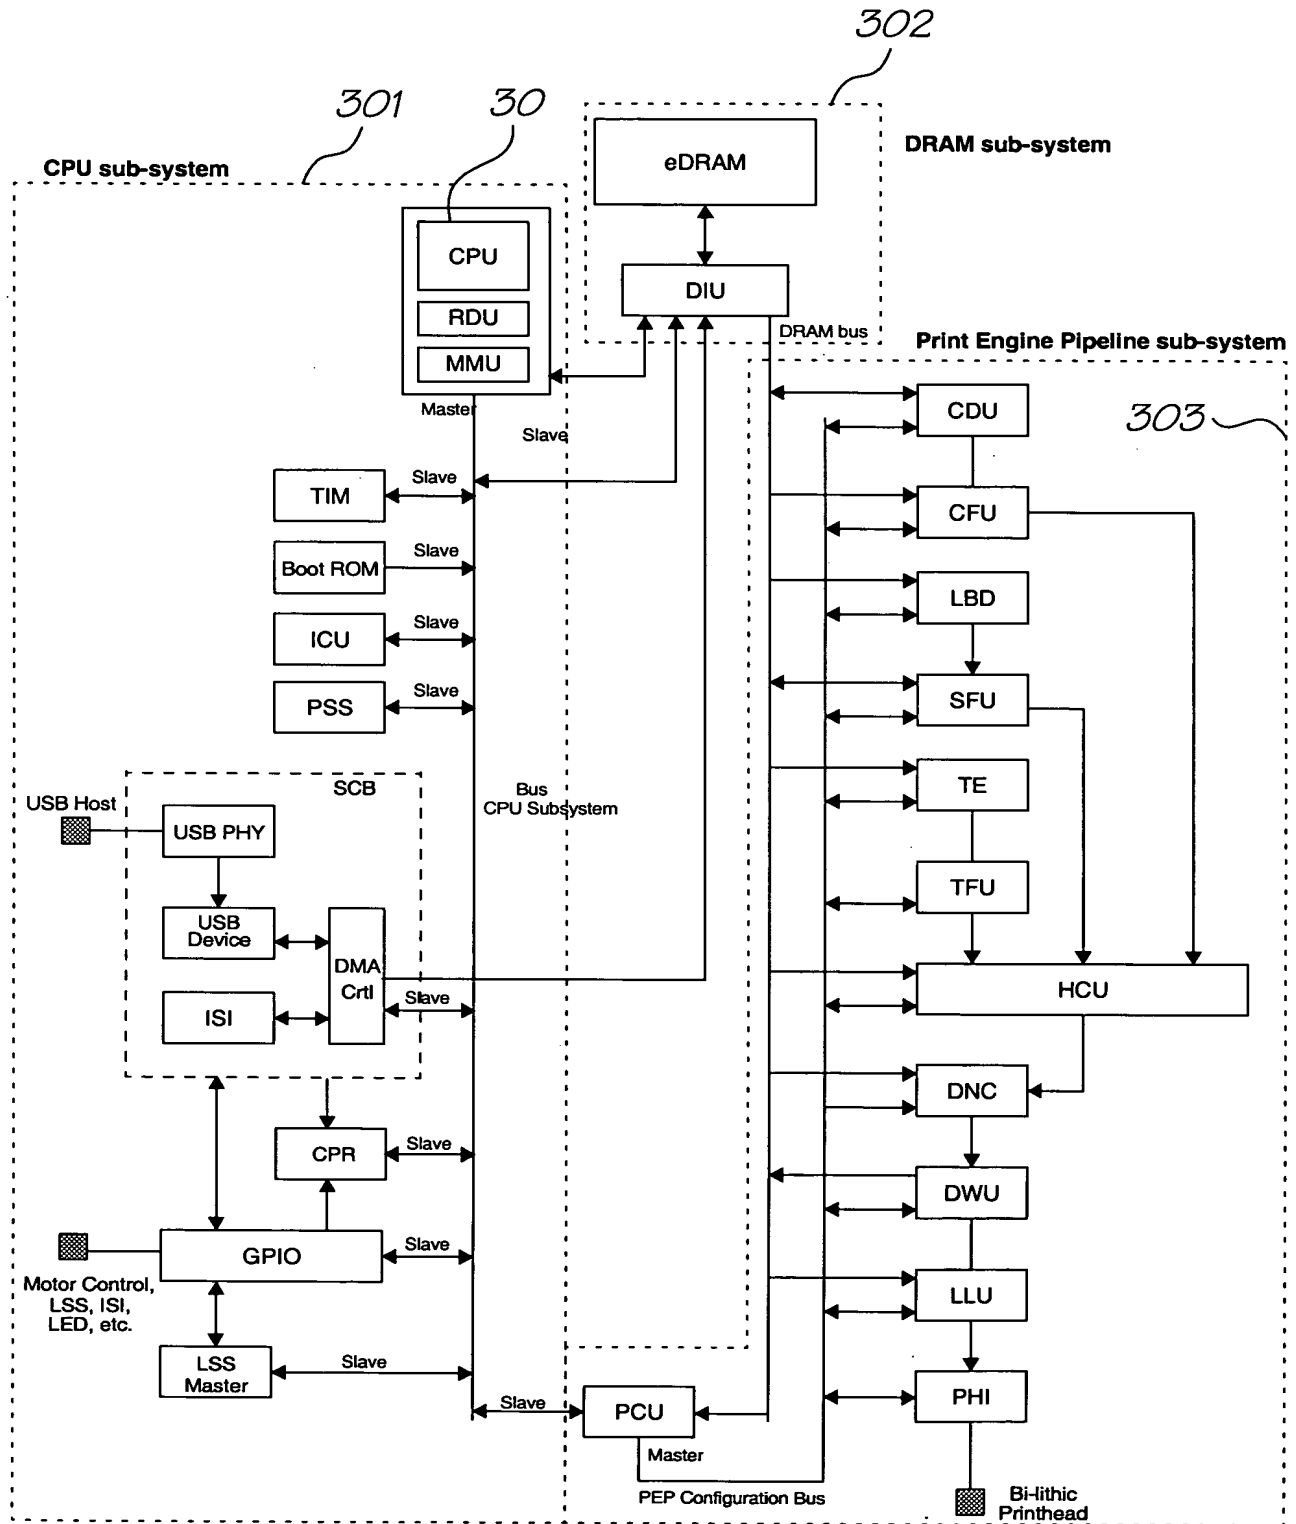 302
301
30
CPU sub-system
DRAM sub-system
eDRAM
CPU
DIU
RDU
DRAM bus
Print Engine Pipeline sub-system
MMU
Master
CDU
303
Slave
Slave
TIM
CFU
Slave
Boot ROM
LBD
Slave
ICU
Slave
PSS
SFU
SCB
TE
Bus
CPU Subsystem
USB Host
USB PHY
TFU
USB
Device
DMA
Crtl
HCU
Slave
ISI
DNC
CPR
Slave
DWU
GPIO
Slave
Motor Control,
LSS, ISI,
LED, etc.
LLU
LSS
Master
Slave
PHI
Slave
PCU
Master
PEP Configuration Bus
Bi-lithic
Printhead